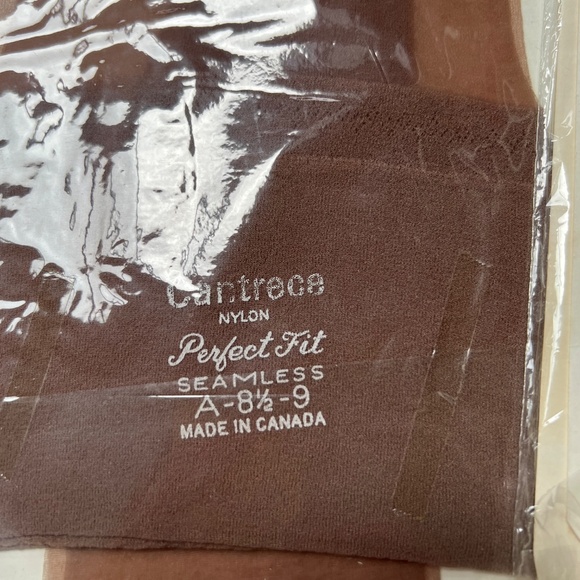 Cantrece
NYLON
Perfect Fit
SEAMLESS
A-8½-9
MADE IN CANADA